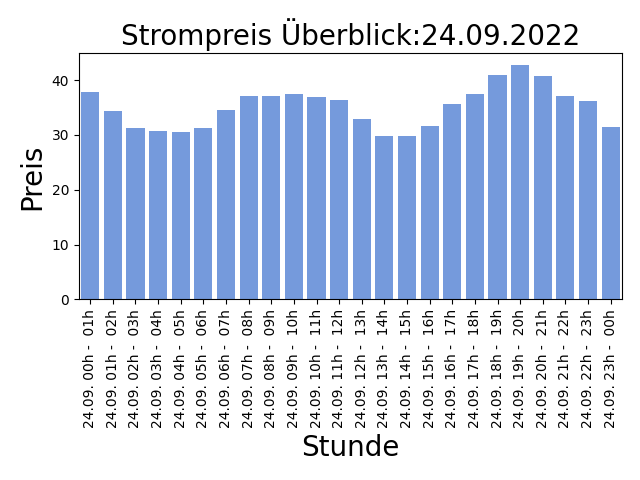 Strompreis Überblick:24.09.2022
Preis
40
30
20
10
0
24.09. 00h - 01h
24.09. 01h - 02h
24.09. 02h - 03h
24.09. 03h - 04h
24.09. 04h - 05h
24.09. 05h - 06h
24.09. 06h - 07h
24.09. 07h - 08h
24.09. 08h - 09h
24.09. 09h - 10h
24.09. 10h - 11h
24.09. 11h - 12h
24.09. 12h - 13h
24.09. 13h - 14h
24.09. 14h - 15h
24.09. 15h - 16h
24.09. 16h - 17h
24.09. 17h - 18h
24.09. 18h - 19h
24.09. 19h - 20h
24.09. 20h - 21h
24.09. 21h - 22h
24.09. 22h - 23h
24.09. 23h - 00h
Stunde